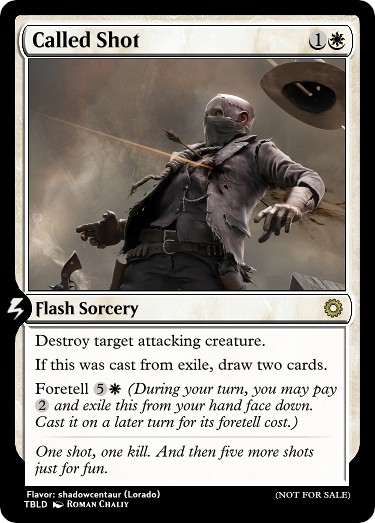 Called Shot 1
Flash Sorcery
Destroy target attacking creature.
If this was cast from exile, draw two cards.
Foretell 5 (During your turn, you may pay
2 and exile this from your hand face down.
Cast it on a later turn for its foretell cost.)
One shot, one kill. And then five more shots
just for fun.
Flavor: shadowcentaur (Lorado)
TBLD Roman Chaliy (NOT FOR SALE)